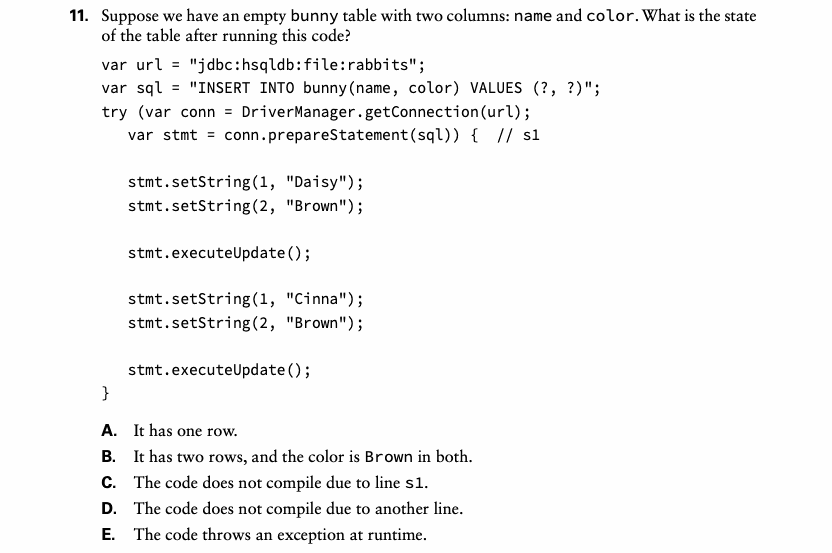 11. Suppose we have an empty bunny table with two columns: name and color. What is the state
of the table after running this code?
var url = "jdbc:hsqldb:file:rabbits";
var sql = "INSERT INTO bunny(name, color) VALUES (?, ?)";
try (var conn = DriverManager.getConnection(url);
   var stmt = conn.prepareStatement(sql)) {  // s1
   stmt.setString(1, "Daisy");
   stmt.setString(2, "Brown");
   stmt.executeUpdate();
   stmt.setString(1, "Cinna");
   stmt.setString(2, "Brown");
   stmt.executeUpdate();
}
A. It has one row.
B. It has two rows, and the color is Brown in both.
C. The code does not compile due to line s1.
D. The code does not compile due to another line.
E. The code throws an exception at runtime.